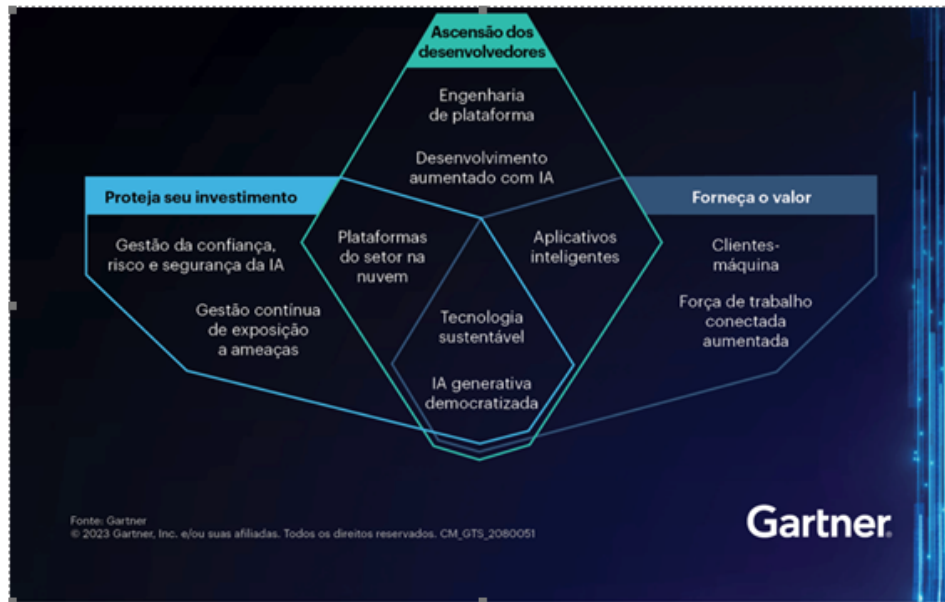 Ascensão dos
desenvolvedores
Engenharia
de plataforma
Desenvolvimento
aumentado com IA
Proteja seu investimento
Gestão da confiança,
risco e segurança da IA
Gestão contínua
de exposição
a ameaças
Plataformas
do setor na
nuvem
Tecnologia
sustentável
IA generativa
democratizada
Aplicativos
inteligentes
Forneça o valor
Clientes-
máquina
Força de trabalho
conectada
aumentada
Fonte: Gartner
© 2023 Gartner, Inc. e/ou suas afiliadas. Todos os direitos reservados. CM_GTS_2080051
Gartner®